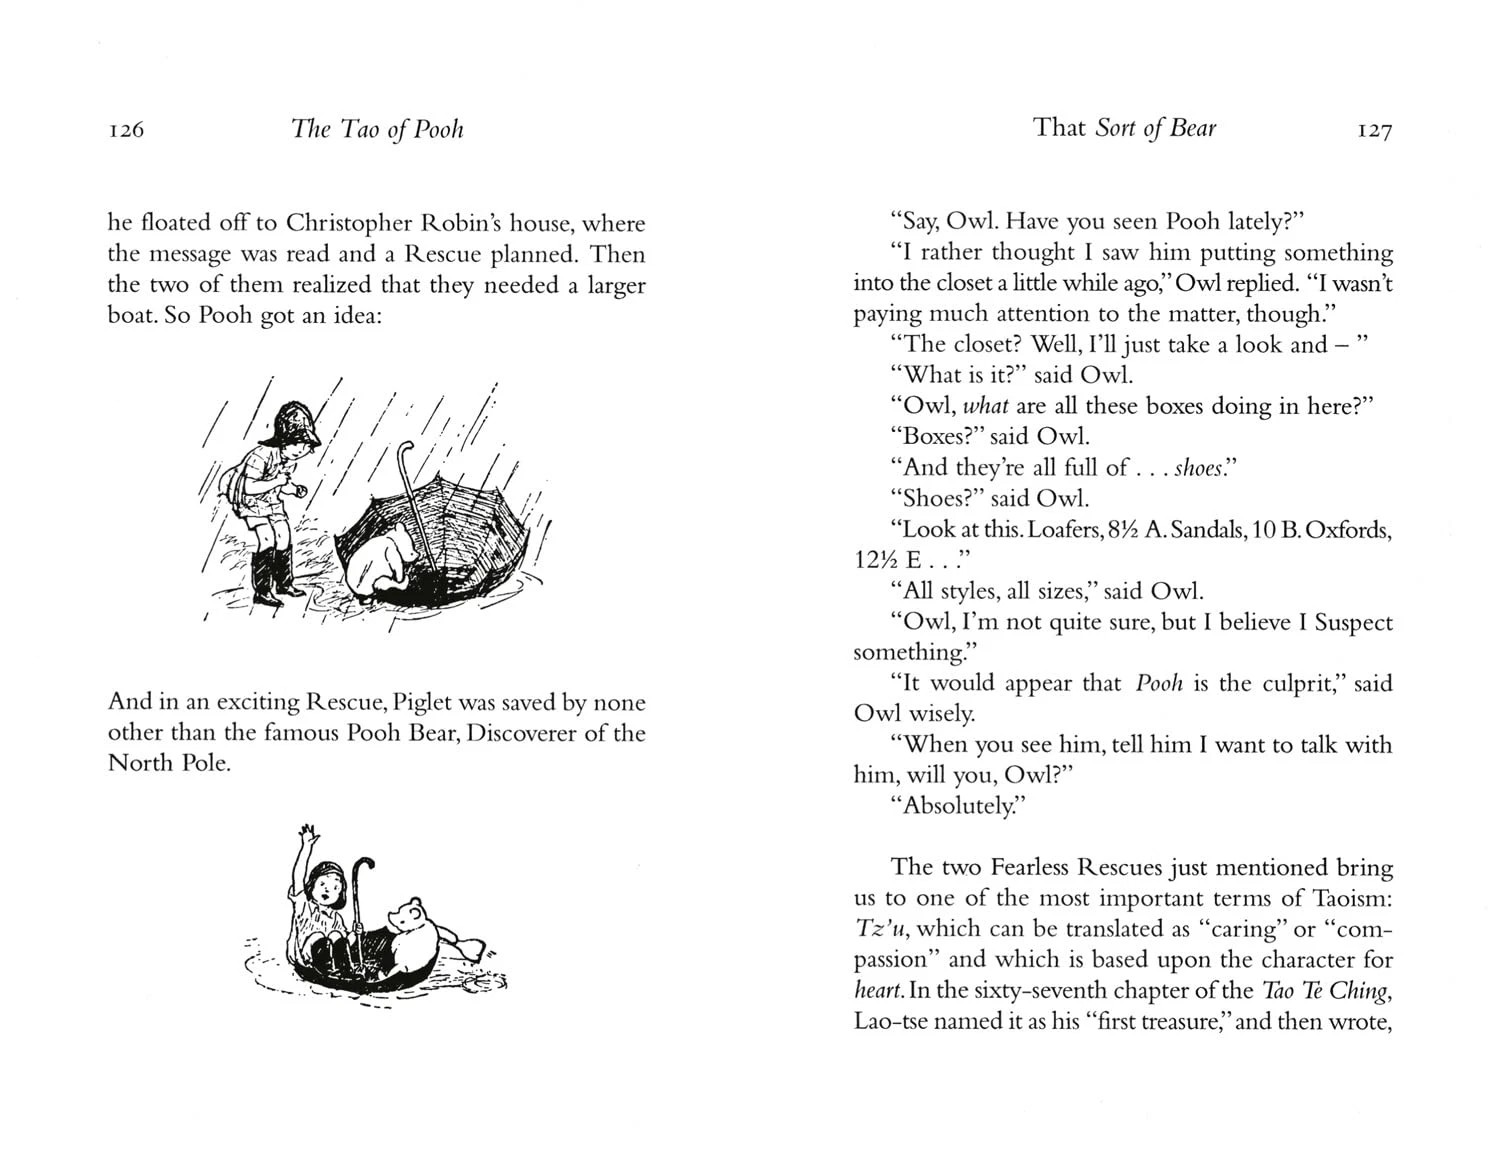 126
The Tao of Pooh
he floated off to Christopher Robin’s house, where
the message was read and a Rescue planned. Then
the two of them realized that they needed a larger
boat. So Pooh got an idea:
And in an exciting Rescue, Piglet was saved by none
other than the famous Pooh Bear, Discoverer of the
North Pole.
That Sort of Bear
127
“Say, Owl. Have you seen Pooh lately?”
“I rather thought I saw him putting something
into the closet a little while ago,” Owl replied. “I wasn’t
paying much attention to the matter, though.”
“The closet? Well, I’ll just take a look and – ”
“What is it?” said Owl.
“Owl, what are all these boxes doing in here?”
“Boxes?” said Owl.
“And they’re all full of . . . shoes.”
“Shoes?” said Owl.
“Look at this. Loafers, 8½ A. Sandals, 10 B. Oxfords,
12½ E . . .”
“All styles, all sizes,” said Owl.
“Owl, I’m not quite sure, but I believe I Suspect
something.”
“It would appear that Pooh is the culprit,” said
Owl wisely.
“When you see him, tell him I want to talk with
him, will you, Owl?”
“Absolutely.”
The two Fearless Rescues just mentioned bring
us to one of the most important terms of Taoism:
Tz’u, which can be translated as “caring” or “com-
passion” and which is based upon the character for
heart. In the sixty-seventh chapter of the Tao Te Ching,
Lao-tse named it as his “first treasure,” and then wrote,